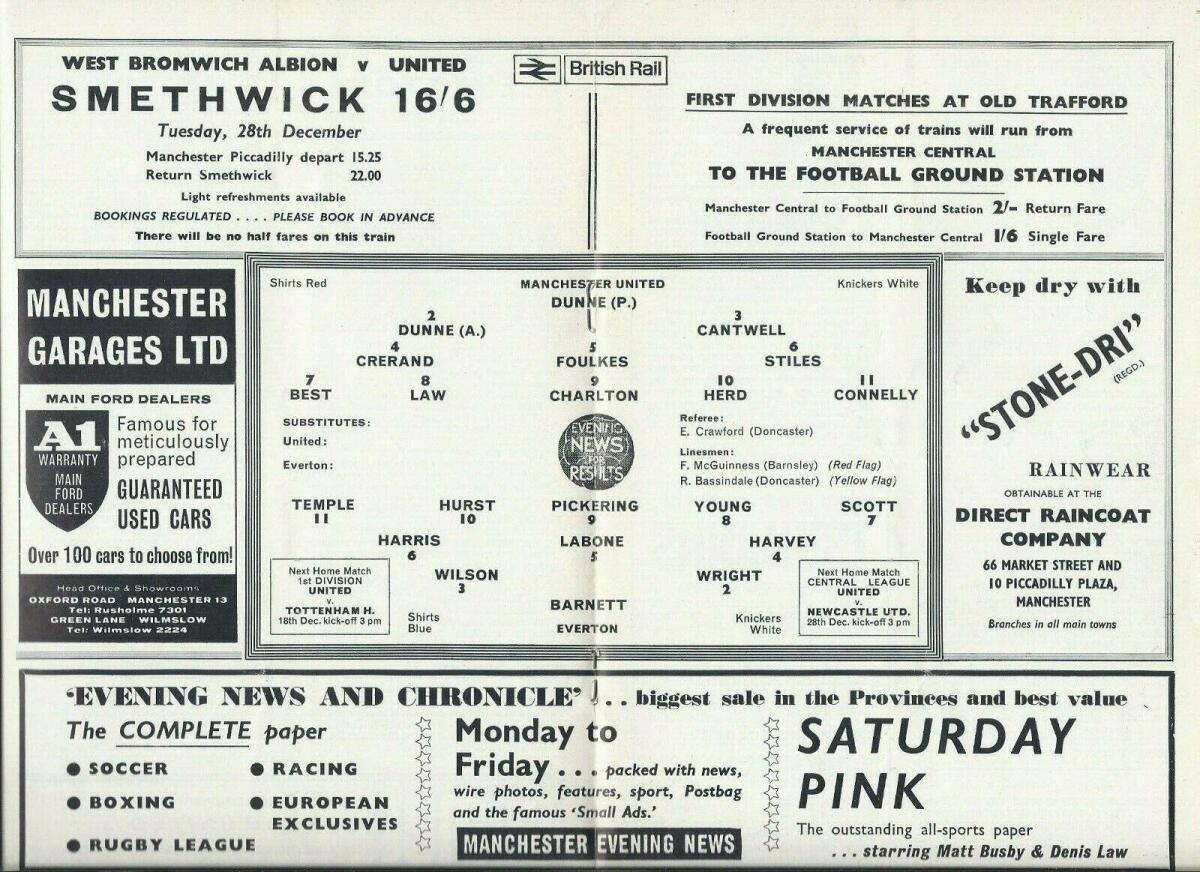 WEST BROMWICH ALBION v UNITED
SMETHWICK 16/6
Tuesday, 28th December
Manchester Piccadilly depart 15.25
Return Smethwick 22.00
Light refreshments available
BOOKINGS REGULATED . . . . PLEASE BOOK IN ADVANCE
There will be no half fares on this train
British Rail
FIRST DIVISION MATCHES AT OLD TRAFFORD
A frequent service of trains will run from
MANCHESTER CENTRAL
TO THE FOOTBALL GROUND STATION
Manchester Central to Football Ground Station 2/- Return Fare
Football Ground Station to Manchester Central 1/6 Single Fare
MANCHESTER
GARAGES LTD
MAIN FORD DEALERS
A1
WARRANTY
MAIN
FORD
DEALERS
Famous for
meticulously
prepared
GUARANTEED
USED CARS
Over 100 cars to choose from!
Head Office & Showrooms
OXFORD ROAD MANCHESTER 13
Tel: Rusholme 7301
GREEN LANE WILMSLOW
Tel: Wilmslow 2224
Shirts Red
MANCHESTER UNITED
Knickers White
DUNNE (P.)
2 3
DUNNE (A.) CANTWELL
4 5 6
CRERAND FOULKES STILES
7 8 9 10 11
BEST LAW CHARLTON HERD CONNELLY
SUBSTITUTES:
United:
Everton:
EVENING
NEWS
FOR
RESULTS
Referee:
E. Crawford (Doncaster)
Linesmen:
F. McGuinness (Barnsley) (Red Flag)
R. Bassindale (Doncaster) (Yellow Flag)
TEMPLE HURST PICKERING YOUNG SCOTT
11 10 9 8 7
HARRIS LABONE HARVEY
6 5 4
WILSON WRIGHT
3 2
BARNETT
EVERTON
Next Home Match
1st DIVISION
UNITED
v.
TOTTENHAM H.
18th Dec. kick-off 3 pm
Shirts
Blue
Knickers
White
Next Home Match
CENTRAL LEAGUE
UNITED
v.
NEWCASTLE UTD.
28th Dec. kick-off 3 pm
Keep dry with
"STONE-DRI"
(REGD.)
RAINWEAR
OBTAINABLE AT THE
DIRECT RAINCOAT
COMPANY
66 MARKET STREET AND
10 PICCADILLY PLAZA,
MANCHESTER
Branches in all main towns
'EVENING NEWS AND CHRONICLE' . . . biggest sale in the Provinces and best value
The COMPLETE paper
● SOCCER ● RACING
● BOXING ● EUROPEAN
EXCLUSIVES
● RUGBY LEAGUE
Monday to
Friday . . . packed with news,
wire photos, features, sport, Postbag
and the famous 'Small Ads.'
MANCHESTER EVENING NEWS
SATURDAY
PINK
The outstanding all-sports paper
. . . starring Matt Busby & Denis Law